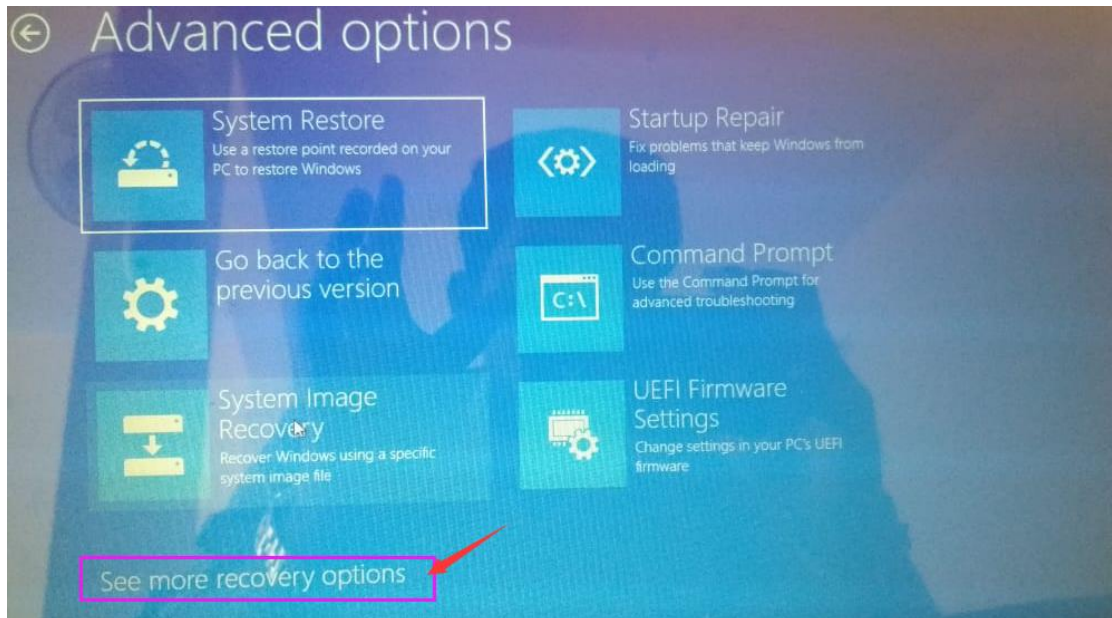 Advanced options
System Restore
Use a restore point recorded on your
PC to restore Windows
Go back to the
previous version
System Image
Recovery
Recover Windows using a specific
system image file
Startup Repair
Fix problems that keep Windows from
loading
Command Prompt
Use the Command Prompt for
advanced troubleshooting
C:\
UEFI Firmware
Settings
Change settings in your PC's UEFI
firmware
See more recovery options